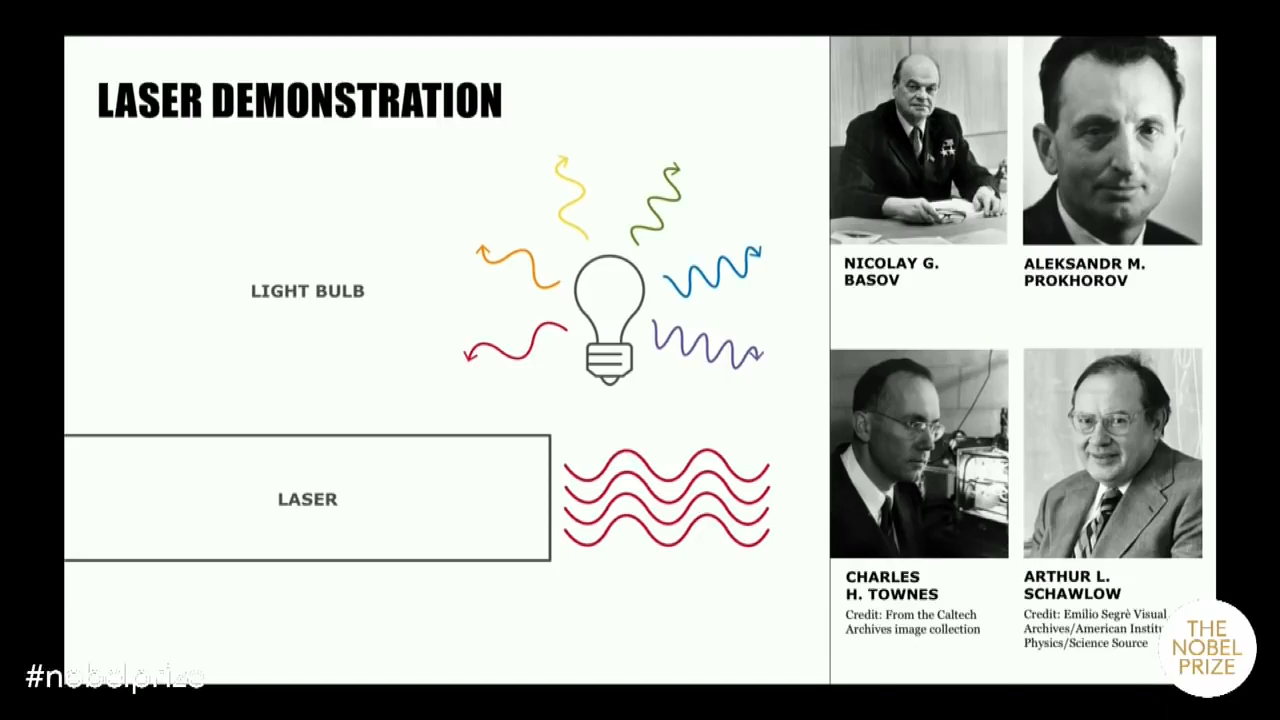 LASER DEMONSTRATION
LIGHT BULB
LASER
NICOLAY G.
BASOV
ALEKSANDR M.
PROKHOROV
CHARLES
H. TOWNES
Credit: From the Caltech
Archives image collection
ARTHUR L.
SCHAWLOW
Credit: Emilio Segrè Visual
Archives/American
Physics/Science Source
THE
NOBEL
PRIZE
#nobelprize